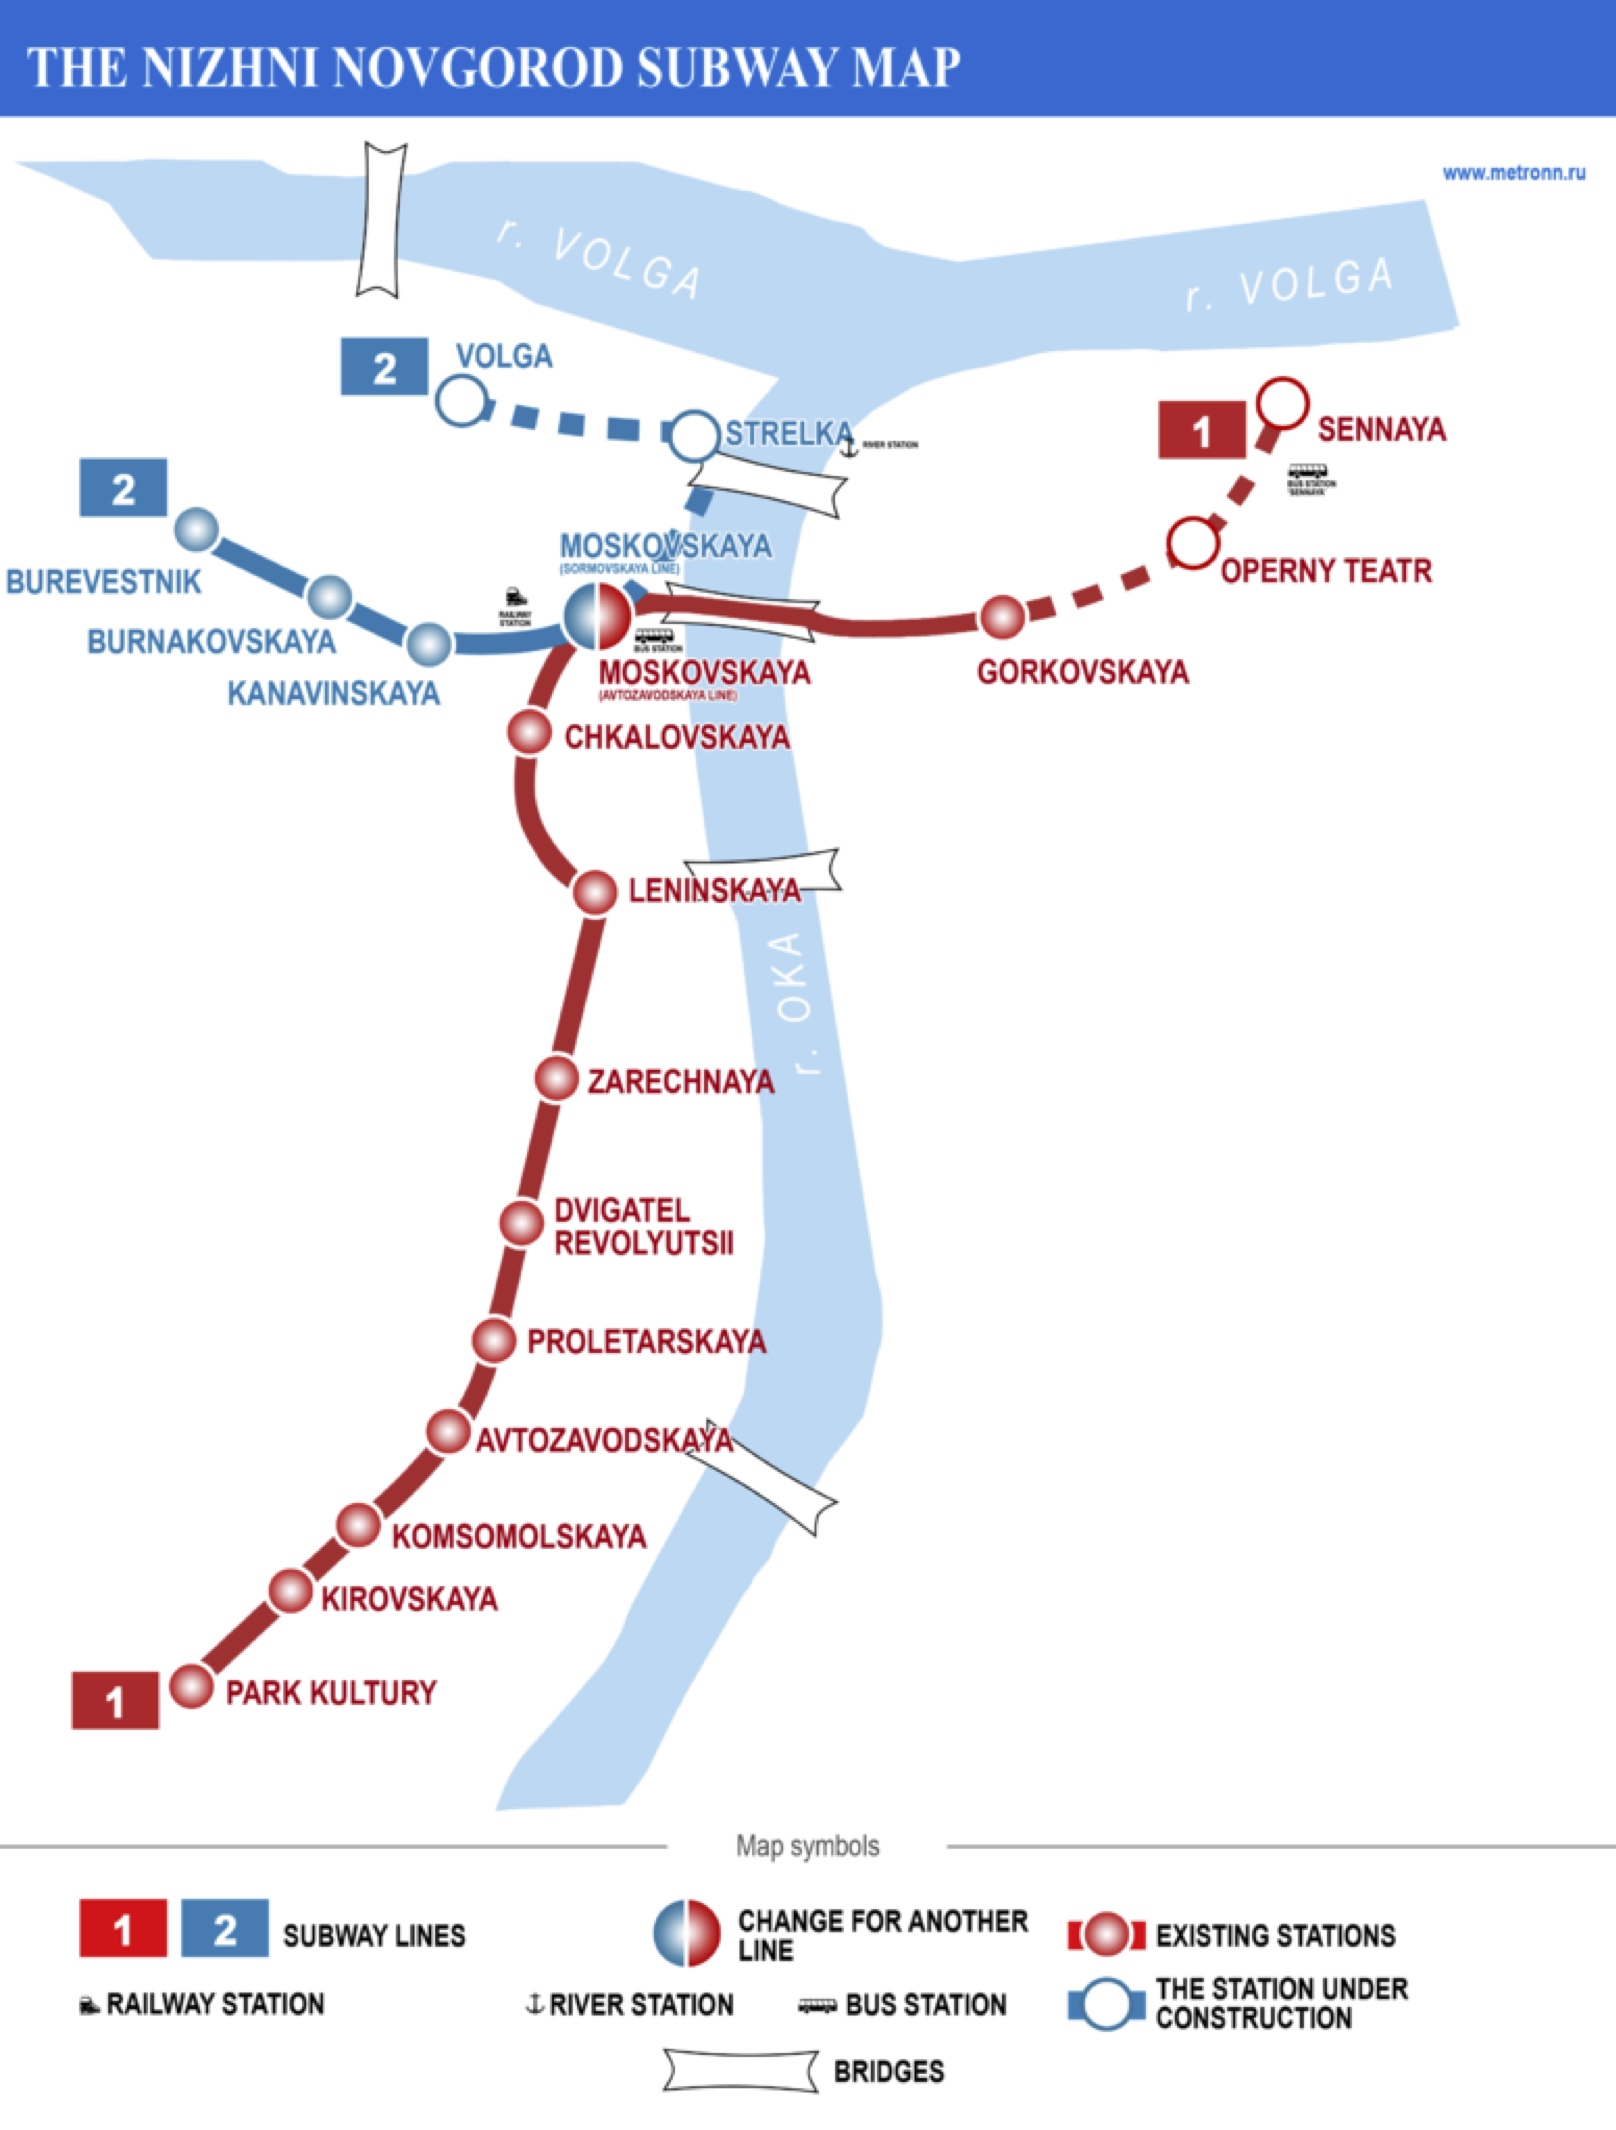 THE NIZHNI NOVGOROD SUBWAY MAP
www.metronn.ru
r. VOLGA
r. VOLGA
2
VOLGA
STRELKA
RIVER STATION
1
SENNAYA
BUS STATION
"SENNAYA"
2
BUREVESTNIK
BURNAKOVSKAYA
KANAVINSKAYA
MOSKOVSKAYA
(SORMOVSKAYA LINE)
RAILWAY
STATION
BUS STATION
MOSKOVSKAYA
(AVTOZAVODSKAYA LINE)
OPERNY TEATR
GORKOVSKAYA
CHKALOVSKAYA
LENINSKAYA
r. OKA
ZARECHNAYA
DVIGATEL
REVOLYUTSII
PROLETARSKAYA
AVTOZAVODSKAYA
KOMSOMOLSKAYA
KIROVSKAYA
1
PARK KULTURY
Map symbols
1 2 SUBWAY LINES
CHANGE FOR ANOTHER
LINE
EXISTING STATIONS
RAILWAY STATION
RIVER STATION
BUS STATION
THE STATION UNDER
CONSTRUCTION
BRIDGES